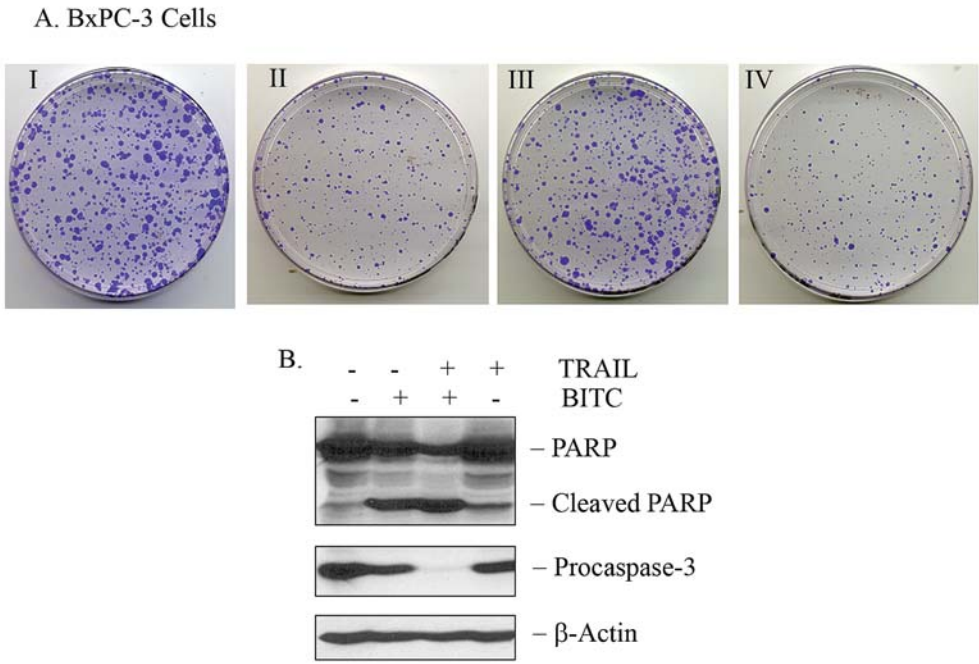 A. BxPC-3 Cells
I II III IV
B.
- - + + TRAIL
- + + - BITC
– PARP
– Cleaved PARP
– Procaspase-3
– β-Actin